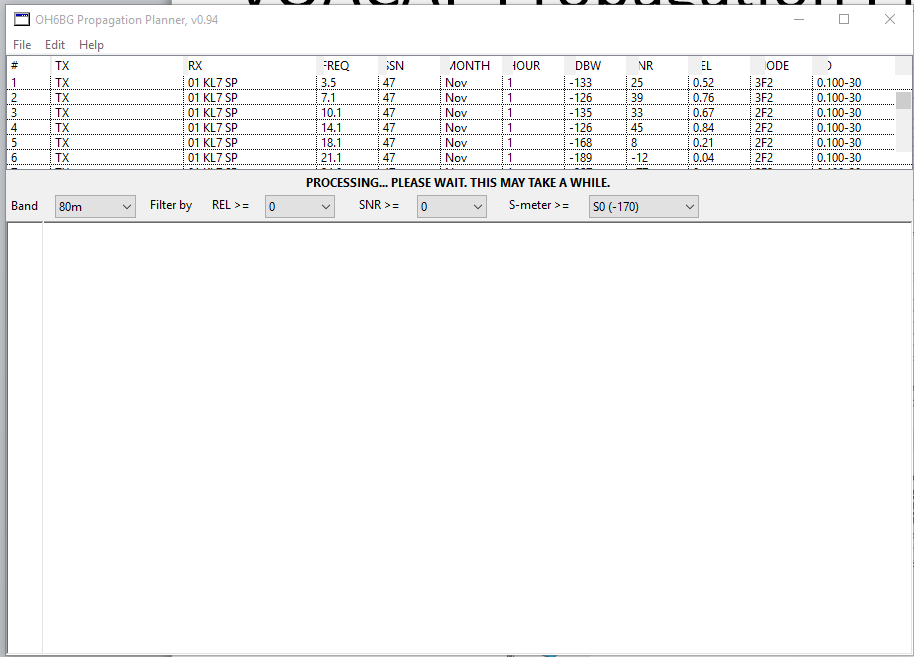 OH6BG Propagation Planner, v0.94
File Edit Help
# TX RX FREQ SSN MONTH HOUR DBW NR EL ODE
1 TX 01 KL7 SP 3.5 47 Nov 1 -133 25 0.52 3F2 0.100-30
2 TX 01 KL7 SP 7.1 47 Nov 1 -126 39 0.76 3F2 0.100-30
3 TX 01 KL7 SP 10.1 47 Nov 1 -135 33 0.67 2F2 0.100-30
4 TX 01 KL7 SP 14.1 47 Nov 1 -126 45 0.84 2F2 0.100-30
5 TX 01 KL7 SP 18.1 47 Nov 1 -168 8 0.21 2F2 0.100-30
6 TX 01 KL7 SP 21.1 47 Nov 1 -189 -12 0.04 2F2 0.100-30
PROCESSING... PLEASE WAIT. THIS MAY TAKE A WHILE.
Band 80m Filter by REL >= 0 SNR >= 0 S-meter >= S0 (-170)